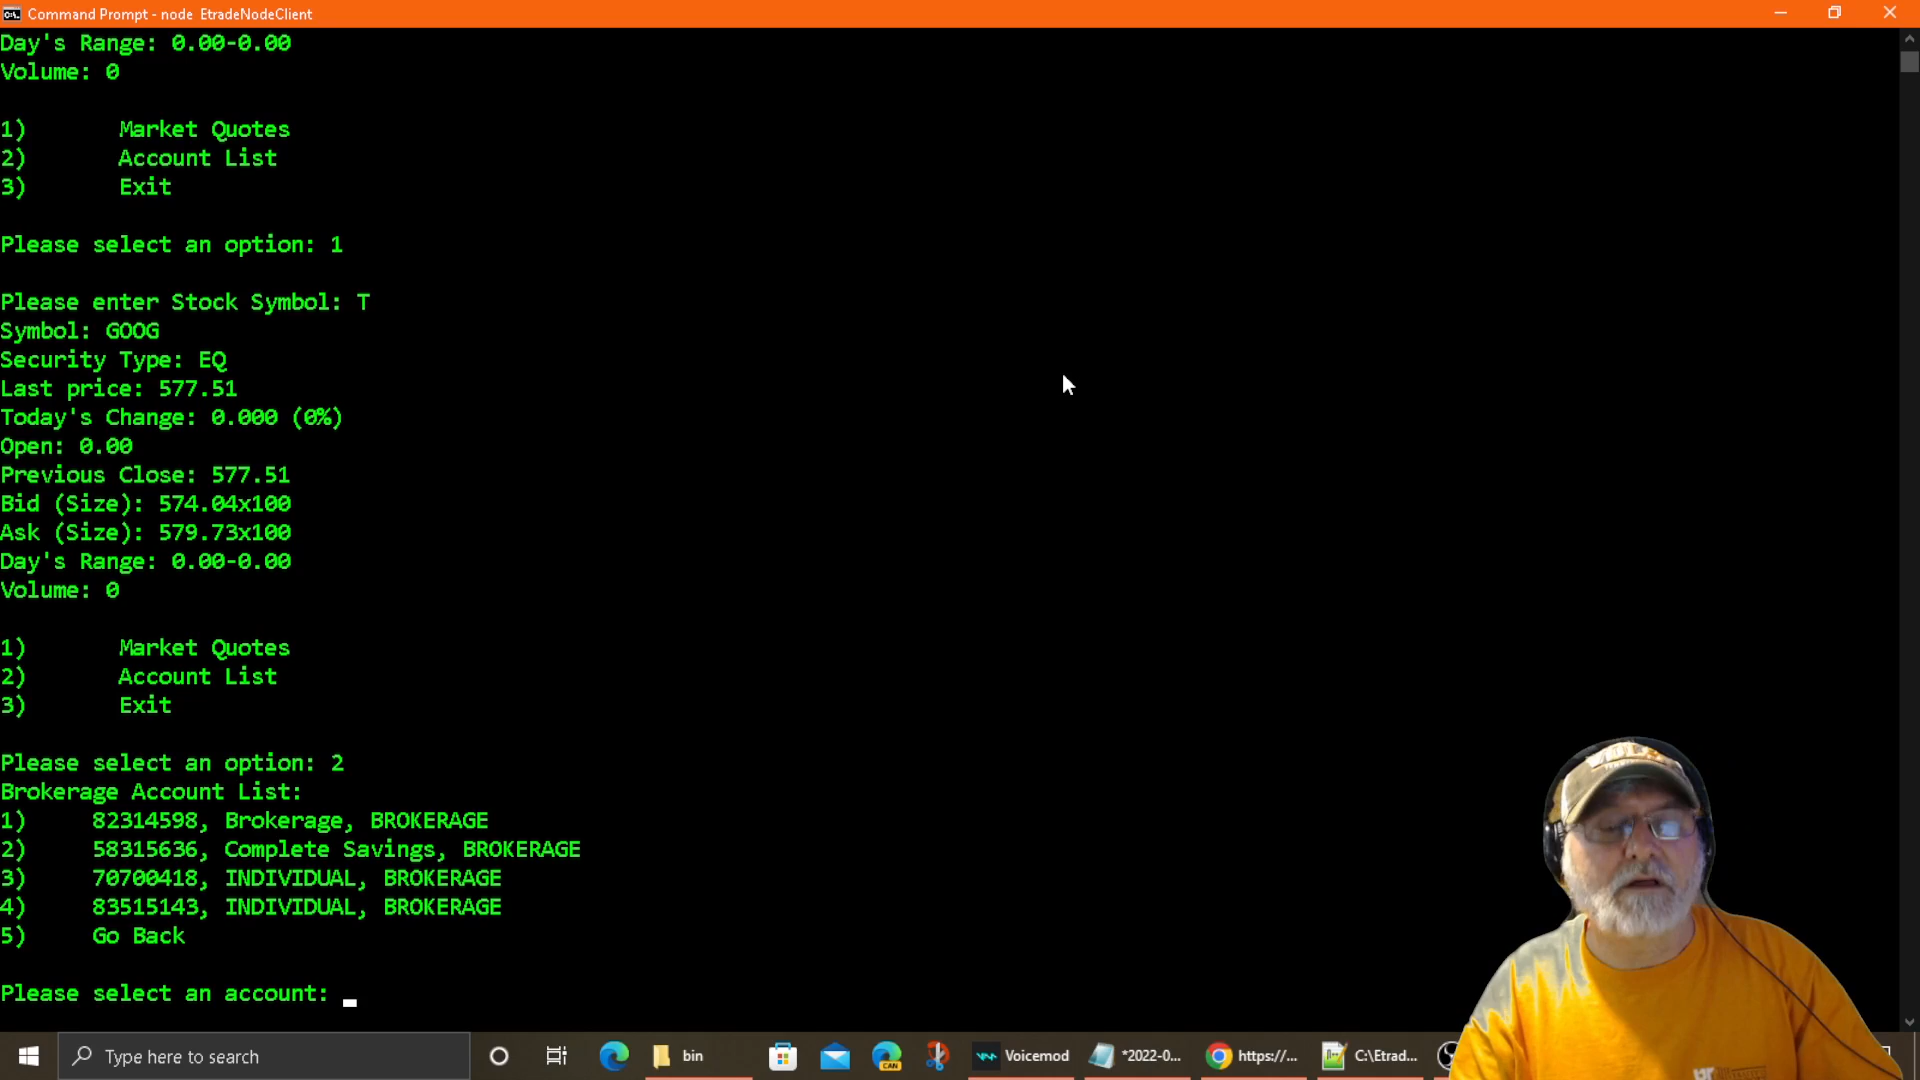 Command Prompt - node EtradeNodeClient
Day's Range: 0.00-0.00
Volume: 0
1) Market Quotes
2) Account List
3) Exit
Please select an option: 1
Please enter Stock Symbol: T
Symbol: GOOG
Security Type: EQ
Last price: 577.51
Today's Change: 0.000 (0%)
Open: 0.00
Previous Close: 577.51
Bid (Size): 574.04x100
Ask (Size): 579.73x100
Day's Range: 0.00-0.00
Volume: 0
1) Market Quotes
2) Account List
3) Exit
Please select an option: 2
Brokerage Account List:
1) 82314598, Brokerage, BROKERAGE
2) 58315636, Complete Savings, BROKERAGE
3) 70700418, INDIVIDUAL, BROKERAGE
4) 83515143, INDIVIDUAL, BROKERAGE
5) Go Back
Please select an account:
Type here to search bin CAN Voicemod *2022-0... https://... C:\Etrad...